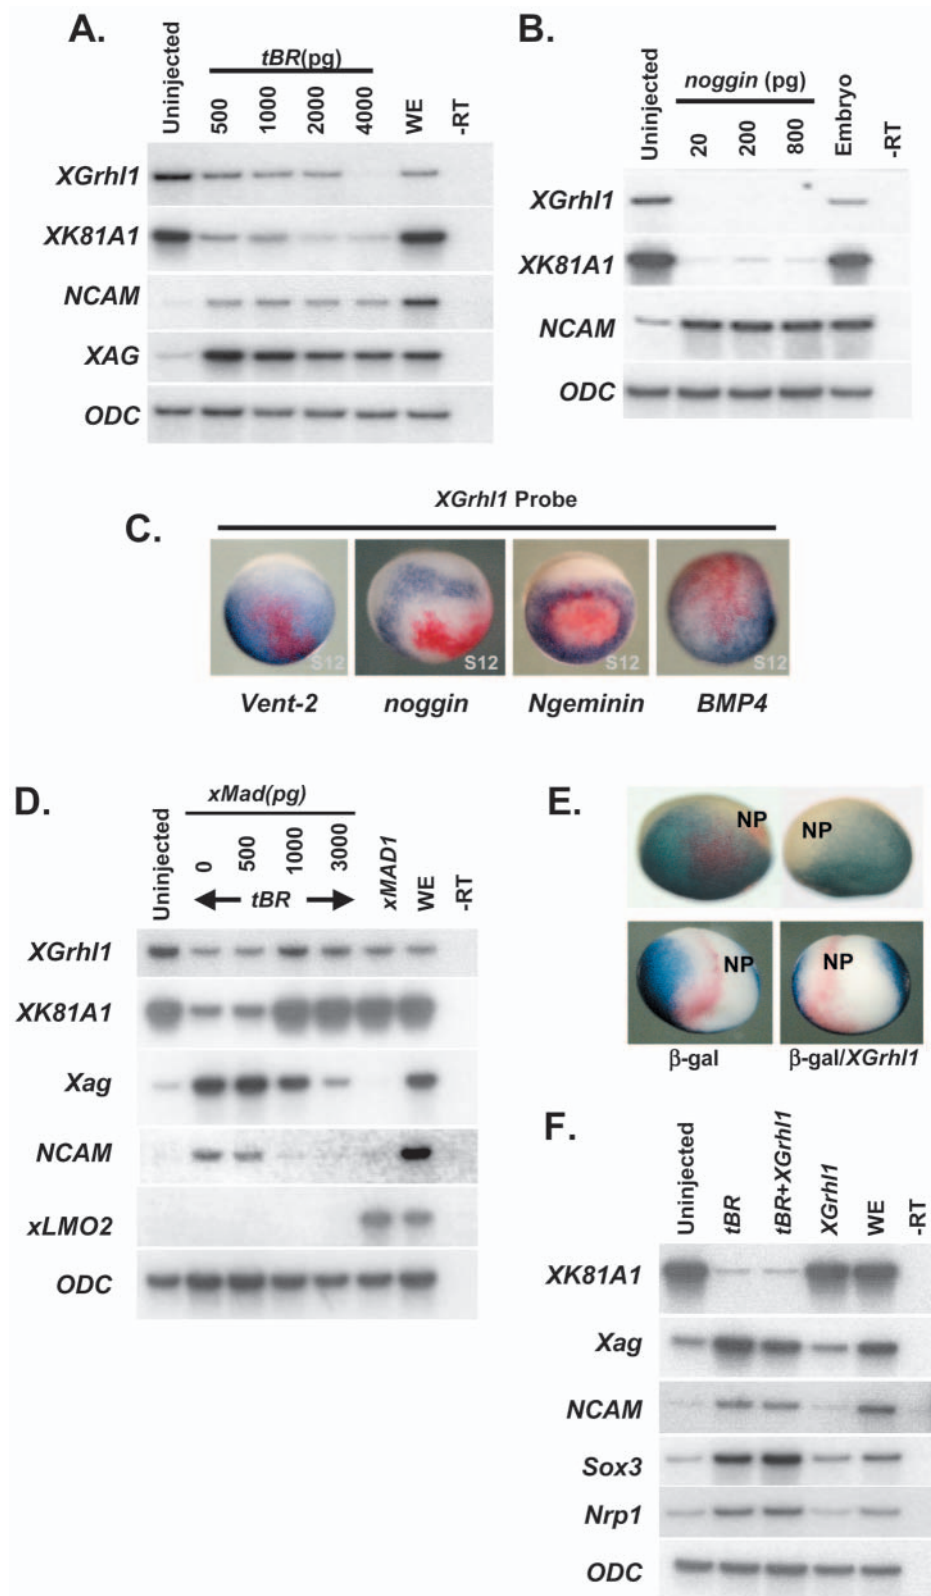 A.
tBR(pg)
Uninjected 500 1000 2000 4000 WE -RT
XGrhl1
XK81A1
NCAM
XAG
ODC
B.
noggin (pg)
Uninjected 20 200 800 Embryo -RT
XGrhl1
XK81A1
NCAM
ODC
XGrhl1 Probe
C.
S12 S12 S12 S12
Vent-2 noggin Ngeminin BMP4
D.
xMad(pg)
Uninjected 0 500 1000 3000 xMAD1 WE -RT
tBR
XGrhl1
XK81A1
Xag
NCAM
xLMO2
ODC
E.
NP NP
NP NP
β-gal β-gal/XGrhl1
F.
Uninjected tBR tBR+XGrhl1 XGrhl1 WE -RT
XK81A1
Xag
NCAM
Sox3
Nrp1
ODC